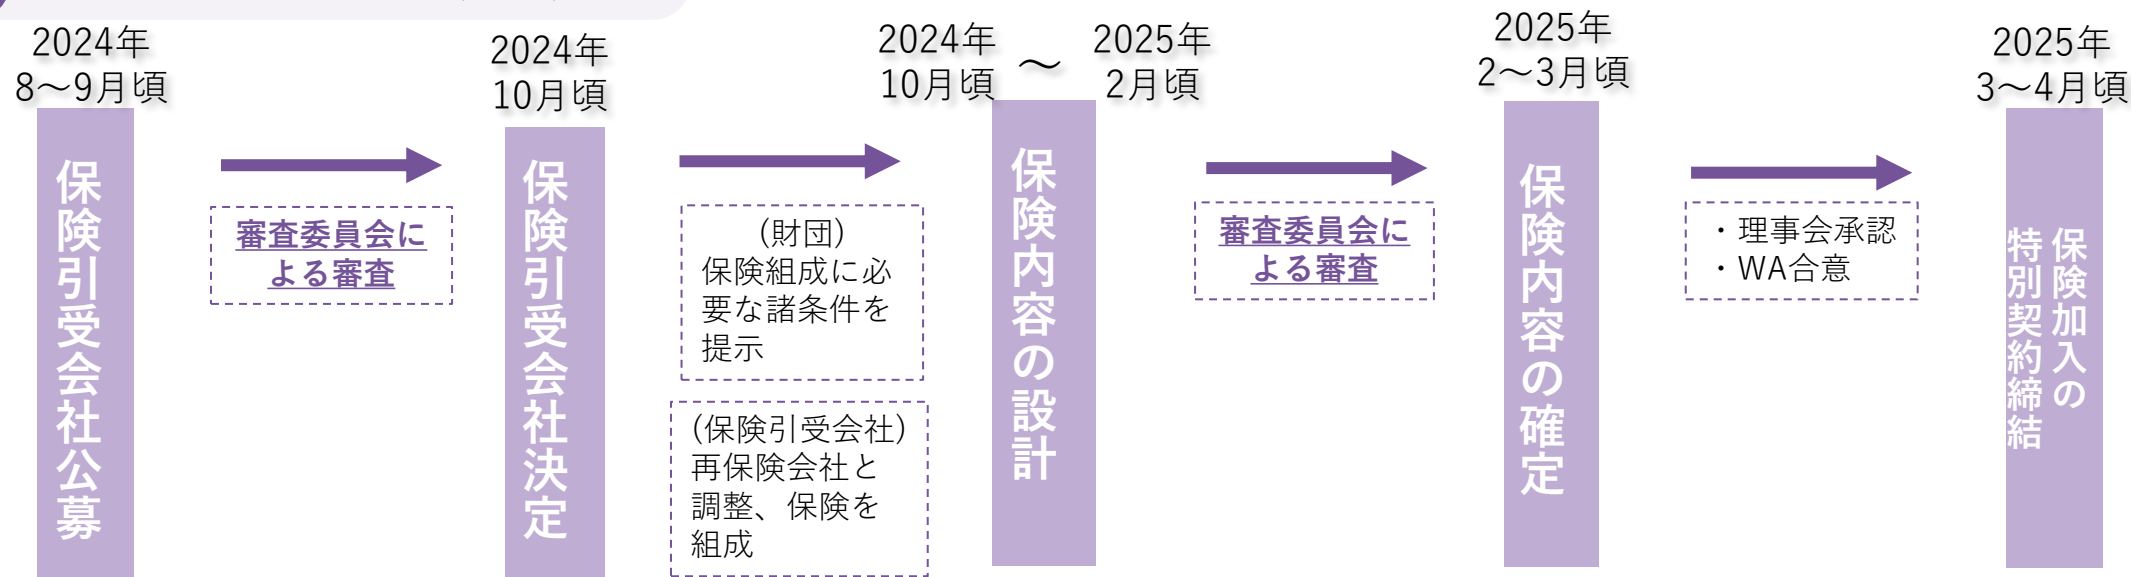 2024年
8～9月頃
保険引受会社公募
審査委員会に
よる審査
2024年
10月頃
保険引受会社決定
(財団)
保険組成に必
要な諸条件を
提示
(保険引受会社)
再保険会社と
調整、保険を
組成
2024年
10月頃
～
2025年
2月頃
保険内容の設計
審査委員会に
よる審査
2025年
2～3月頃
保険内容の確定
・理事会承認
・WA合意
2025年
3～4月頃
保険加入の
特別契約締結